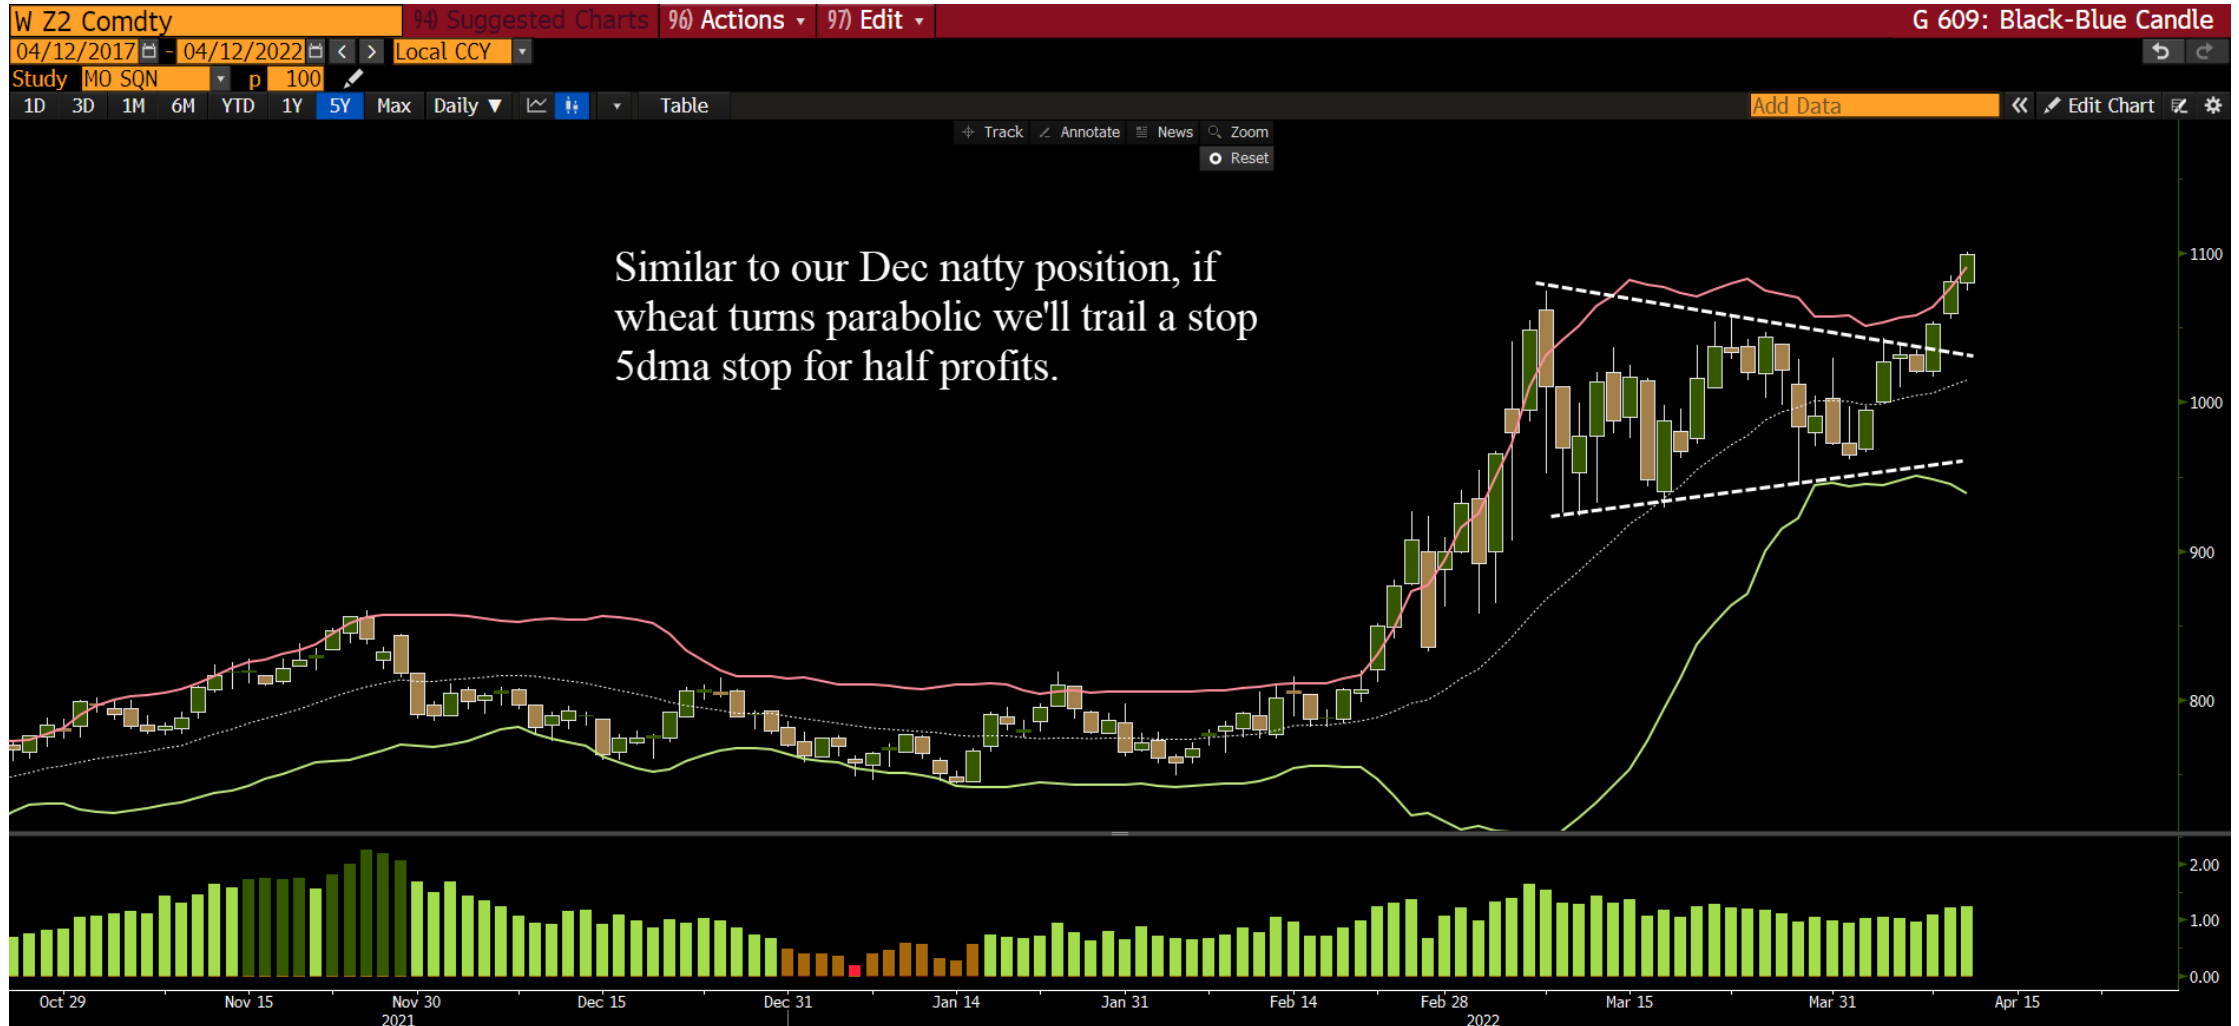 W Z2 Comdty 94) Suggested Charts 96) Actions 97) Edit G 609: Black-Blue Candle
04/12/2017 - 04/12/2022 < > Local CCY
Study MO SQN p 100
1D 3D 1M 6M YTD 1Y 5Y Max Daily ▼ Table Add Data « Edit Chart
Track Annotate News Zoom
Reset
Similar to our Dec natty position, if
wheat turns parabolic we'll trail a stop
5dma stop for half profits.
1100
1000
900
800
2.00
1.00
0.00
Oct 29 Nov 15 Nov 30 Dec 15 Dec 31 Jan 14 Jan 31 Feb 14 Feb 28 Mar 15 Mar 31 Apr 15
2021 2022